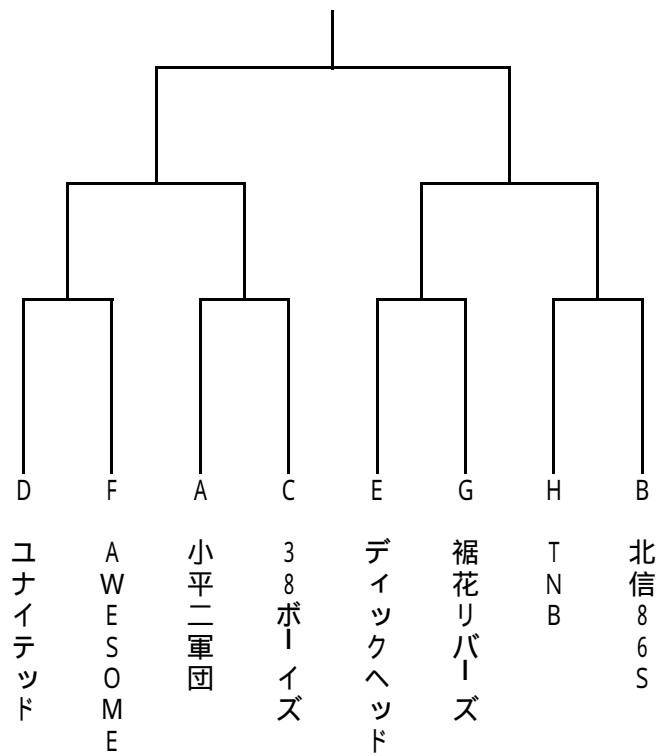 D F A C E G H B
ユナイテッド
AWESOME
小平二軍団
38ボーイズ
ディックヘッド
裾花リバーズ
TNB
北信86S